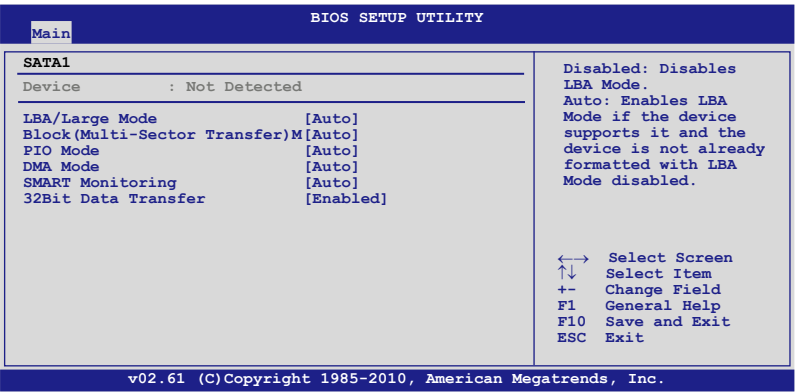 BIOS SETUP UTILITY
Main
SATA1
Device : Not Detected
LBA/Large Mode [Auto]
Block(Multi-Sector Transfer)M[Auto]
PIO Mode [Auto]
DMA Mode [Auto]
SMART Monitoring [Auto]
32Bit Data Transfer [Enabled]
Disabled: Disables
LBA Mode.
Auto: Enables LBA
Mode if the device
supports it and the
device is not already
formatted with LBA
Mode disabled.
←→ Select Screen
↑↓ Select Item
+- Change Field
F1 General Help
F10 Save and Exit
ESC Exit
v02.61 (C)Copyright 1985-2010, American Megatrends, Inc.